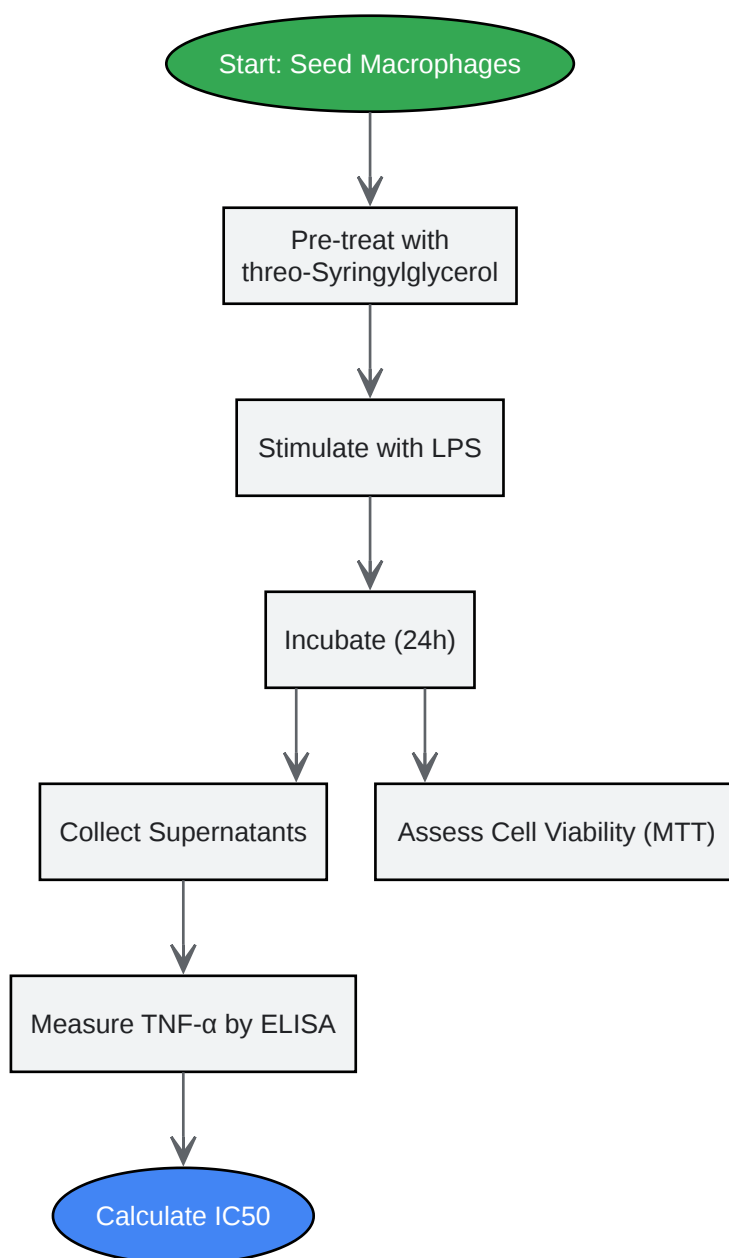 Start: Seed Macrophages
Pre-treat with
threo-Syringylglycerol
Stimulate with LPS
Incubate (24h)
Collect Supernatants
Assess Cell Viability (MTT)
Measure TNF-α by ELISA
Calculate IC50